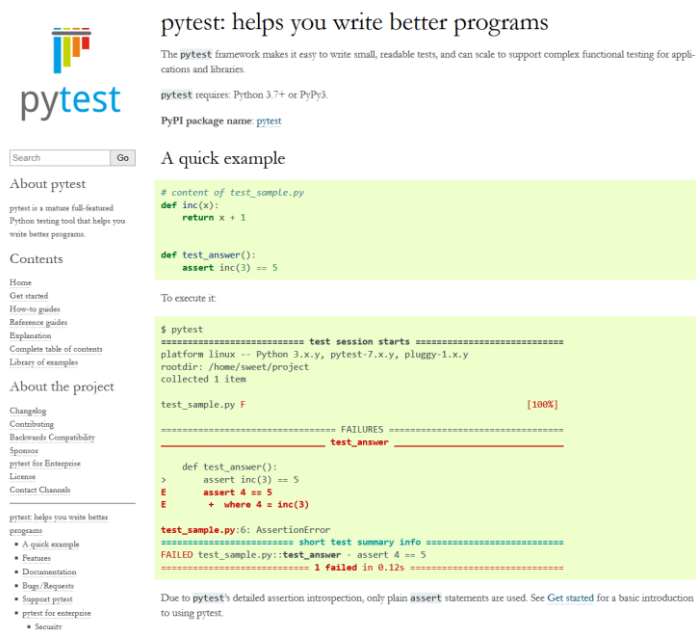 pytest
Search
Go
About pytest
pytest is a mature full-featured
Python testing tool that helps you
write better programs.
Contents
Home
Get started
How-to guides
Reference guides
Explanation
Complete table of contents
Library of examples
About the project
Changelog
Contributing
Backwards Compatibility
Sponsor
pytest for Enterprise
License
Contact Channels
pytest: helps you write better
programs
• A quick example
• Features
• Documentation
• Bugs/Requests
• Support pytest
• pytest for enterprise
• Security
pytest: helps you write better programs
The pytest framework makes it easy to write small, readable tests, and can scale to support complex functional testing for appli-
cations and libraries.
pytest requires: Python 3.7+ or PyPy3.
PyPI package name: pytest
A quick example
# content of test_sample.py
def inc(x):
    return x + 1
def test_answer():
    assert inc(3) == 5
To execute it:
$ pytest
=========================== test session starts ============================
platform linux -- Python 3.x.y, pytest-7.x.y, pluggy-1.x.y
rootdir: /home/sweet/project
collected 1 item
test_sample.py F                                                     [100%]
================================= FAILURES =================================
_______________________________ test_answer ________________________________
    def test_answer():
>       assert inc(3) == 5
E       assert 4 == 5
E        +  where 4 = inc(3)
test_sample.py:6: AssertionError
========================= short test summary info ==========================
FAILED test_sample.py::test_answer - assert 4 == 5
============================ 1 failed in 0.12s =============================
Due to pytest's detailed assertion introspection, only plain assert statements are used. See Get started for a basic introduction
to using pytest.